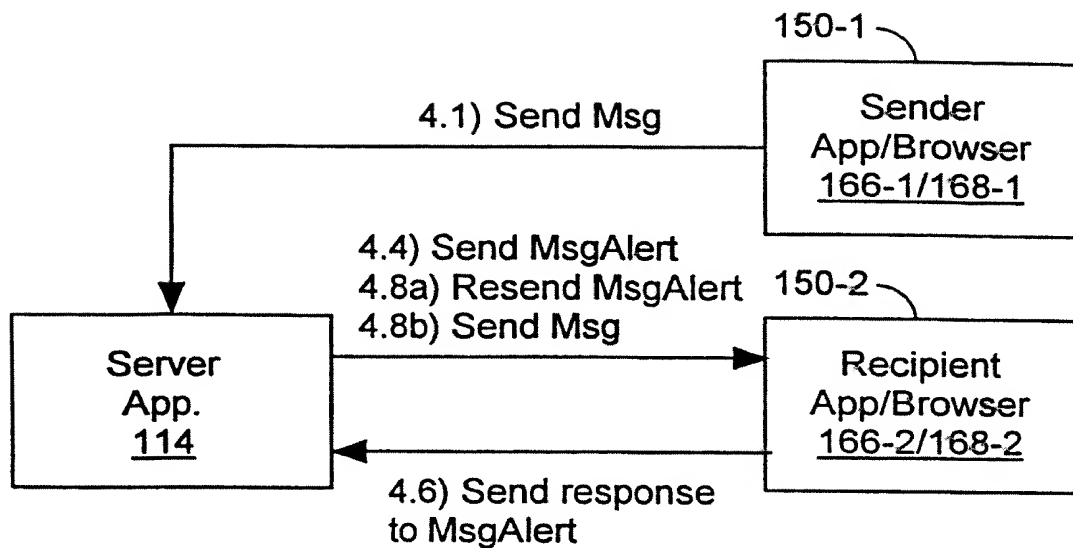 150-1
Sender
App/Browser
166-1/168-1
4.1) Send Msg
4.4) Send MsgAlert
4.8a) Resend MsgAlert
4.8b) Send Msg
150-2
Server
App.
114
Recipient
App/Browser
166-2/168-2
4.6) Send response
to MsgAlert